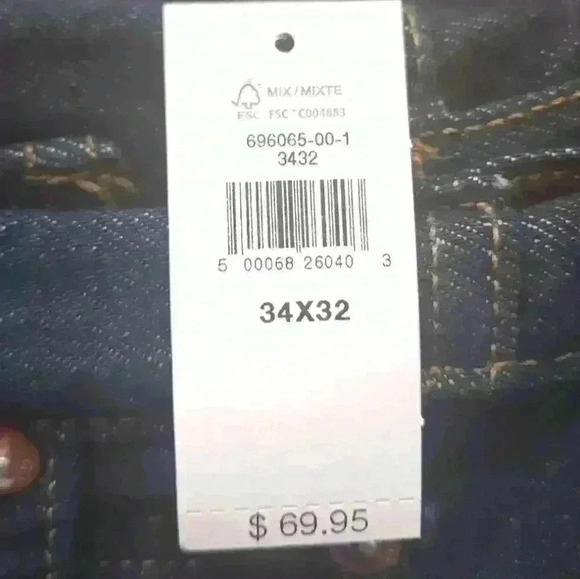 MIX / MIXTE
FSC FSC™ C004883
696065-00-1
3432
5 00068 26040 3
34X32
$ 69.95